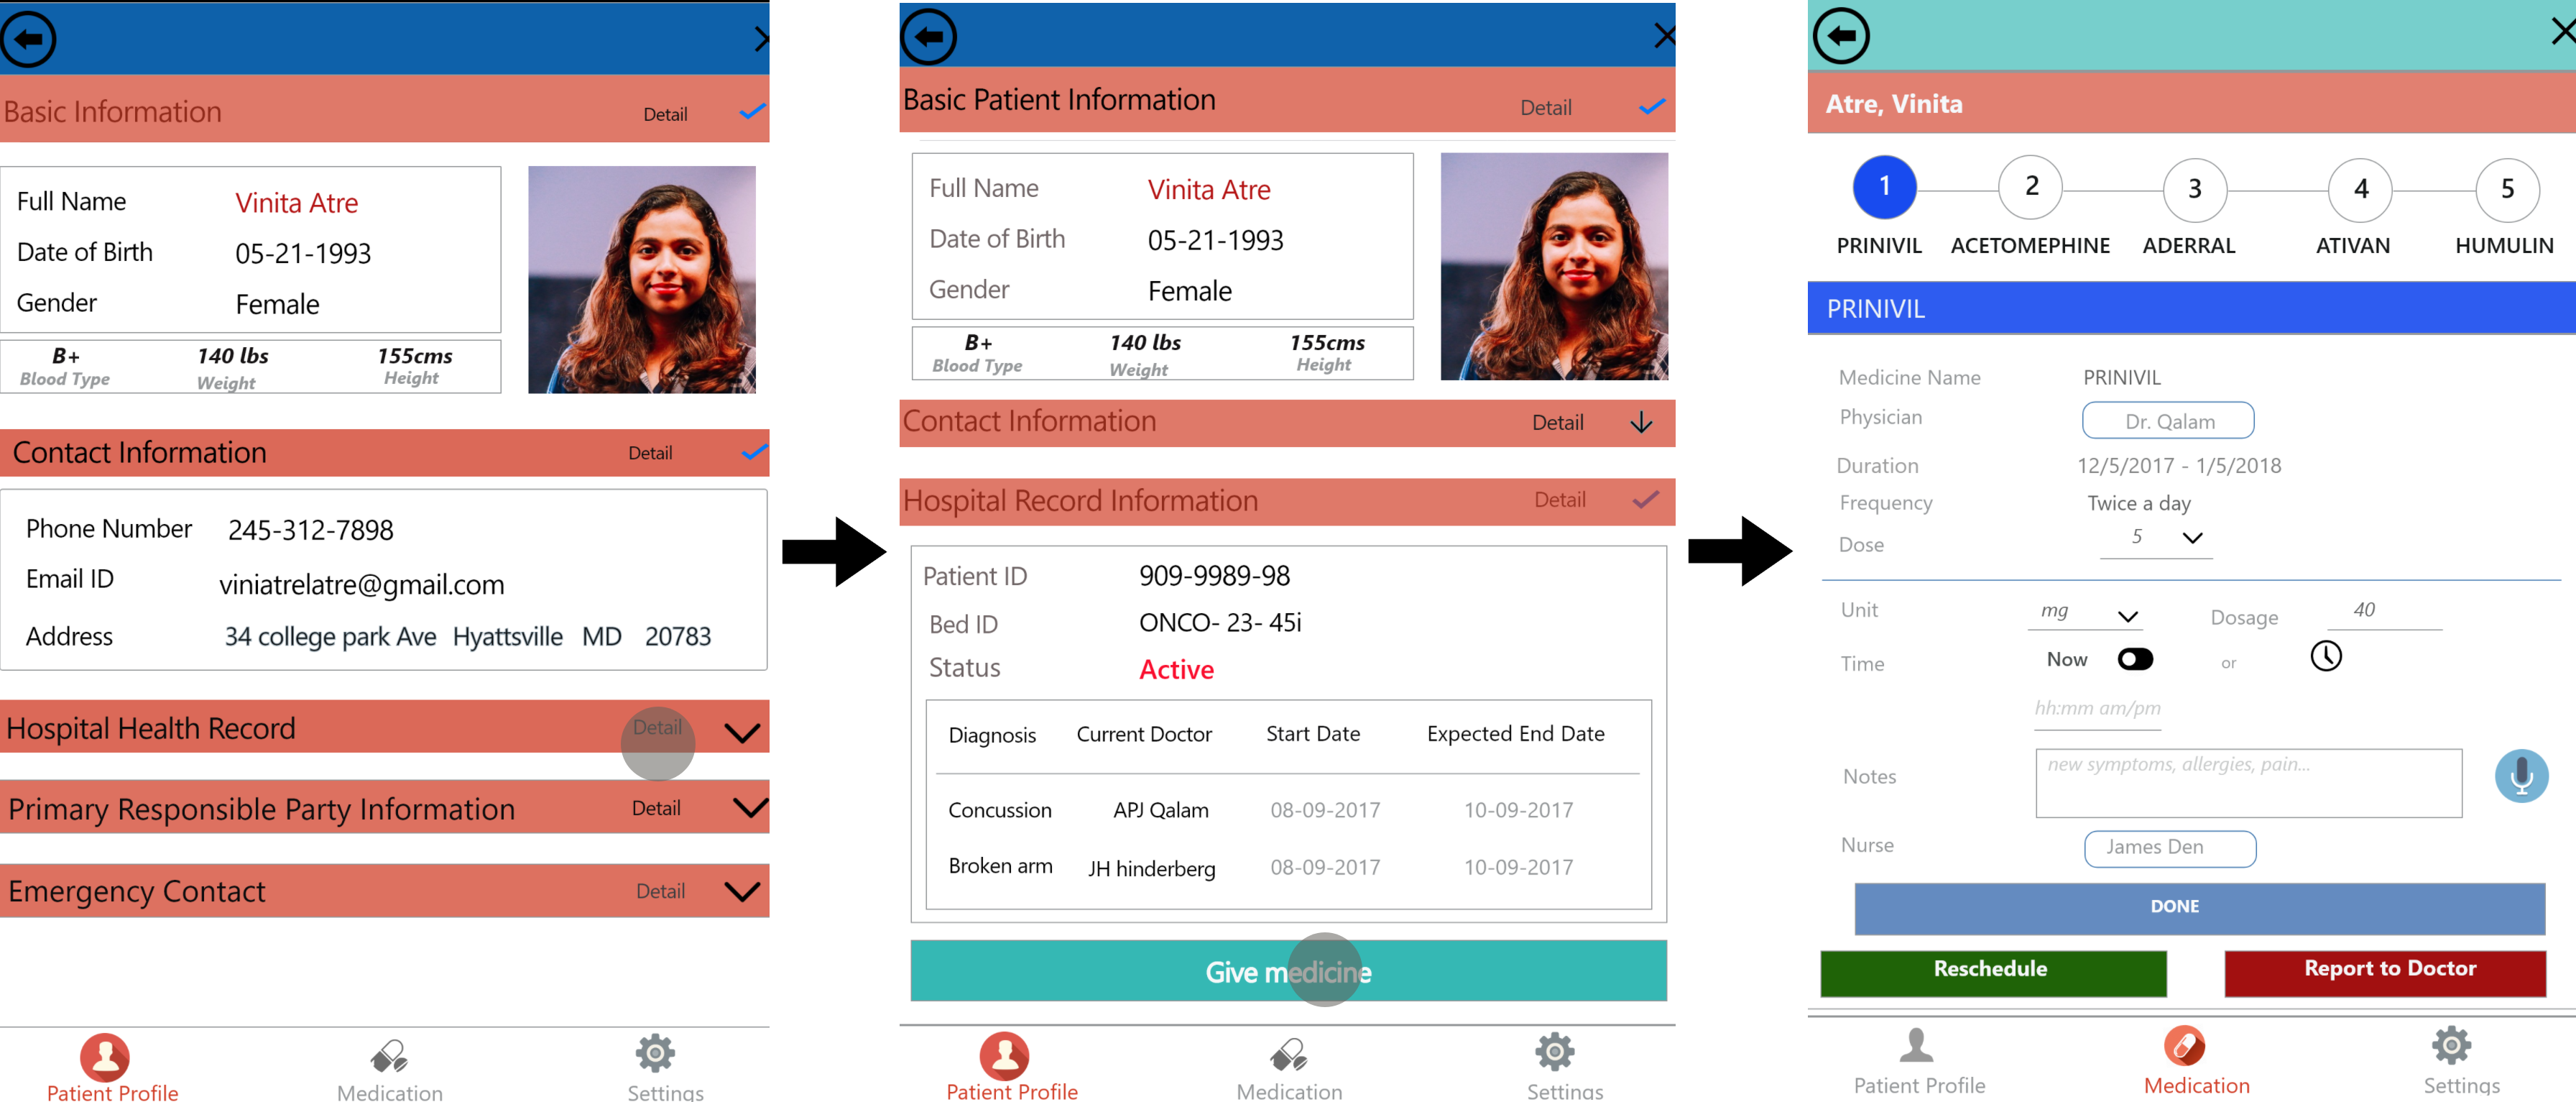 Basic Information Detail
Full Name Vinita Atre
Date of Birth 05-21-1993
Gender Female
B+ 140 lbs 155cms
Blood Type Weight Height
Contact Information Detail
Phone Number 245-312-7898
Email ID viniatrelatre@gmail.com
Address 34 college park Ave Hyattsville MD 20783
Hospital Health Record Detail
Primary Responsible Party Information Detail
Emergency Contact Detail
Patient Profile Medication Settings
Basic Patient Information Detail
Full Name Vinita Atre
Date of Birth 05-21-1993
Gender Female
B+ 140 lbs 155cms
Blood Type Weight Height
Contact Information Detail
Hospital Record Information Detail
Patient ID 909-9989-98
Bed ID ONCO- 23- 45i
Status Active
Diagnosis Current Doctor Start Date Expected End Date
Concussion APJ Qalam 08-09-2017 10-09-2017
Broken arm JH hinderberg 08-09-2017 10-09-2017
Give medicine
Patient Profile Medication Settings
Atre, Vinita
1 2 3 4 5
PRINIVIL ACETOMEPHINE ADERRAL ATIVAN HUMULIN
PRINIVIL
Medicine Name PRINIVIL
Physician Dr. Qalam
Duration 12/5/2017 - 1/5/2018
Frequency Twice a day
Dose 5
Unit mg Dosage 40
Time Now or
hh:mm am/pm
Notes new symptoms, allergies, pain...
Nurse James Den
DONE
Reschedule Report to Doctor
Patient Profile Medication Settings